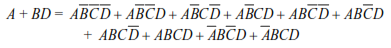 A + BD = AB̅C̅D̅ + AB̅C̅D + AB̅CD̅ + AB̅CD + ABC̅D̅ + ABC̅D
+ ABCD̅ + ABCD + A̅BC̅D + A̅BCD